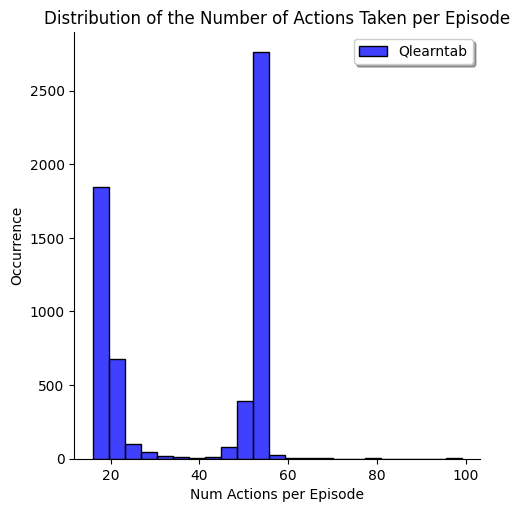 Distribution of the Number of Actions Taken per Episode
Qlearntab
2500
2000
1500
1000
500
0
Occurrence
20 40 60 80 100
Num Actions per Episode